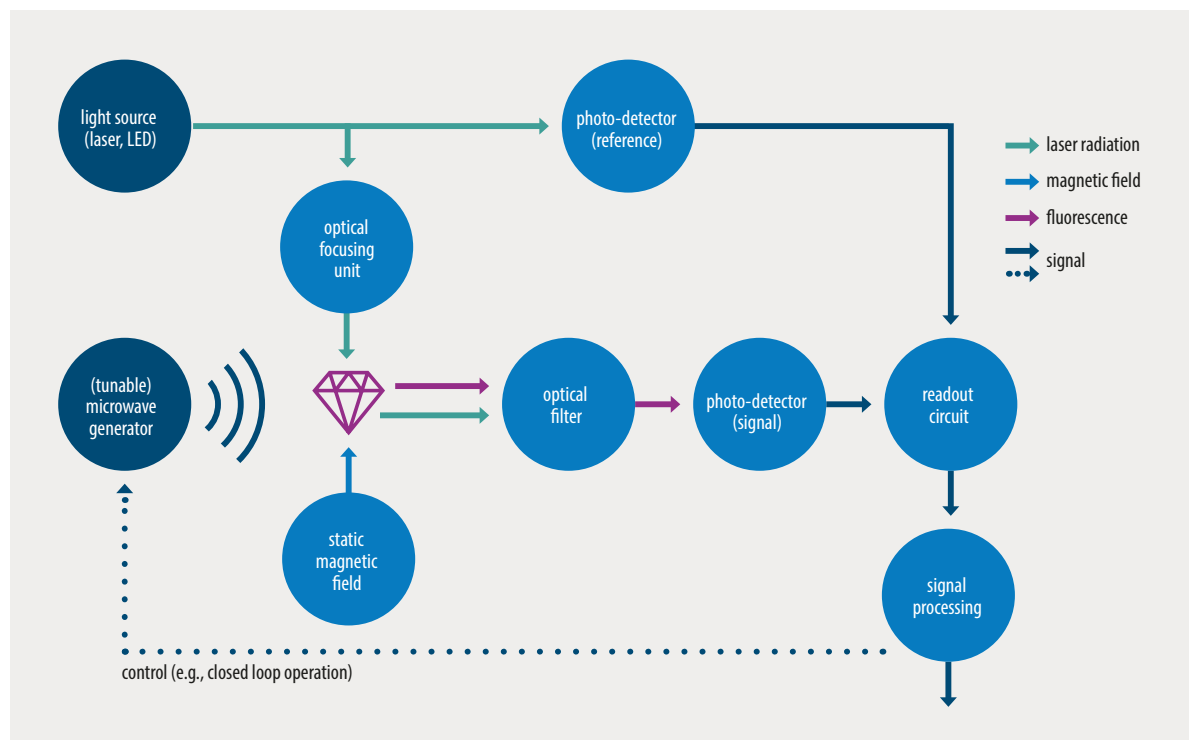 light source
(laser, LED)
photo-detector
(reference)
laser radiation
magnetic field
fluorescence
signal
optical
focusing
unit
(tunable)
microwave
generator
optical
filter
photo-detector
(signal)
readout
circuit
static
magnetic
field
signal
processing
control (e.g., closed loop operation)